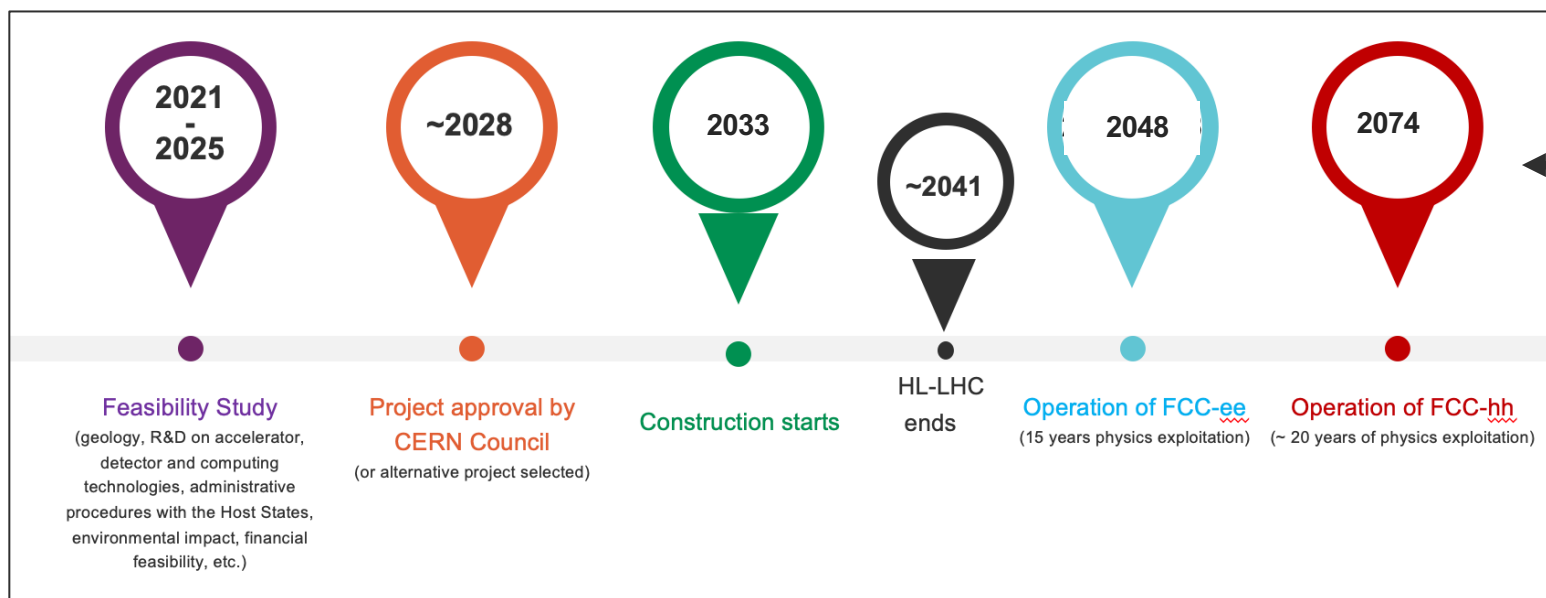 2021
-
2025
~2028
2033
~2041
2048
2074
Feasibility Study
(geology, R&D on accelerator,
detector and computing
technologies, administrative
procedures with the Host States,
environmental impact, financial
feasibility, etc.)
Project approval by
CERN Council
(or alternative project selected)
Construction starts
HL-LHC
ends
Operation of FCC-ee
(15 years physics exploitation)
Operation of FCC-hh
(~ 20 years of physics exploitation)